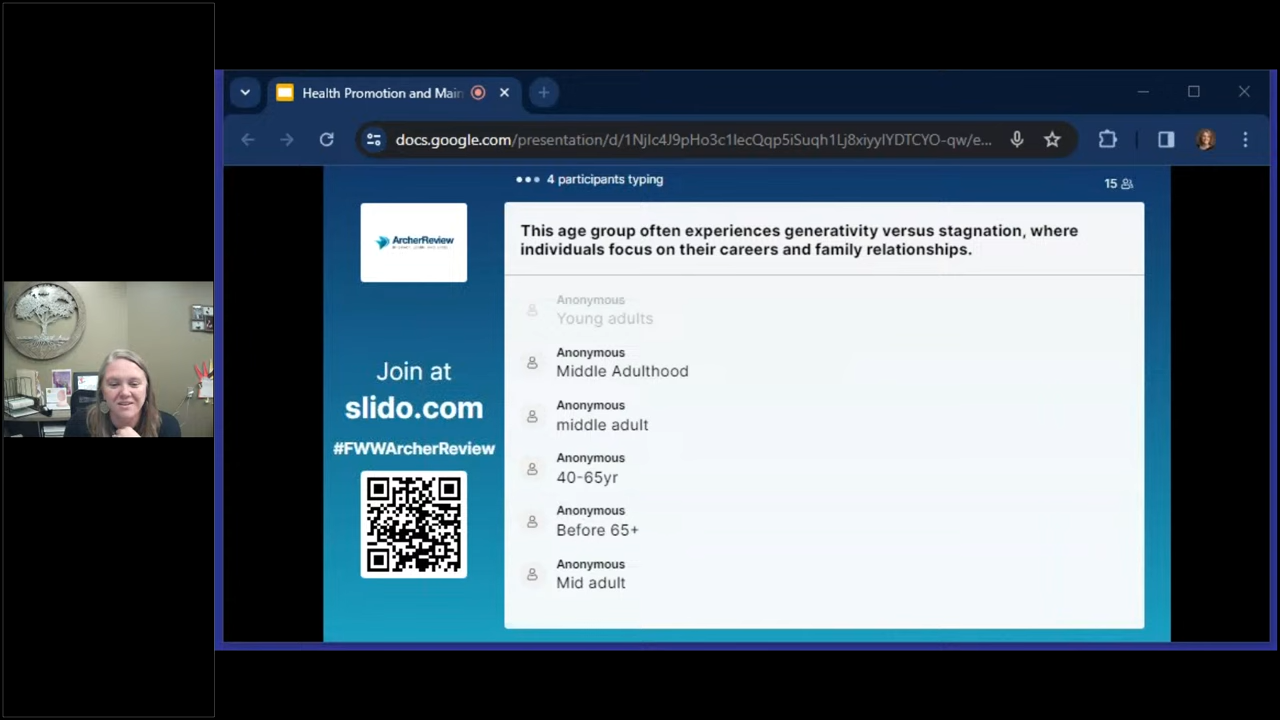 Health Promotion and Main
docs.google.com/presentation/d/1NjIc4J9pHo3c1lecQqp5iSuqh1Lj8xiyyIYDTCYO-qw/e...
4 participants typing
15
ArcherReview
This age group often experiences generativity versus stagnation, where
individuals focus on their careers and family relationships.
Anonymous
Young adults
Anonymous
Middle Adulthood
Anonymous
middle adult
Anonymous
40-65yr
Anonymous
Before 65+
Anonymous
Mid adult
Join at
slido.com
#FWWArcherReview